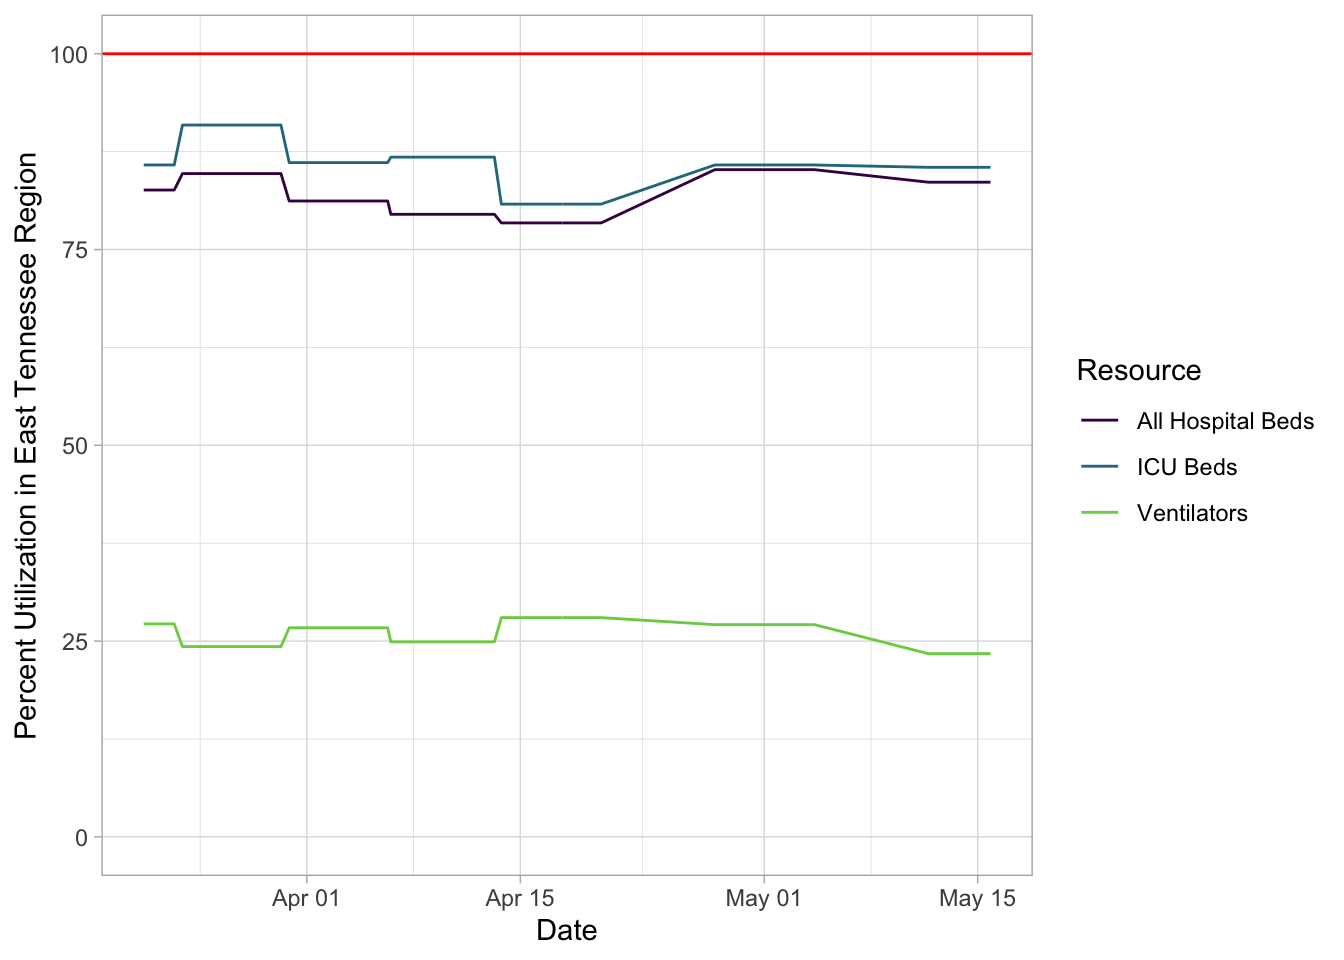 Percent Utilization in East Tennessee Region
100
75
50
25
0
Apr 01
Apr 15
May 01
May 15
Date
Resource
All Hospital Beds
ICU Beds
Ventilators